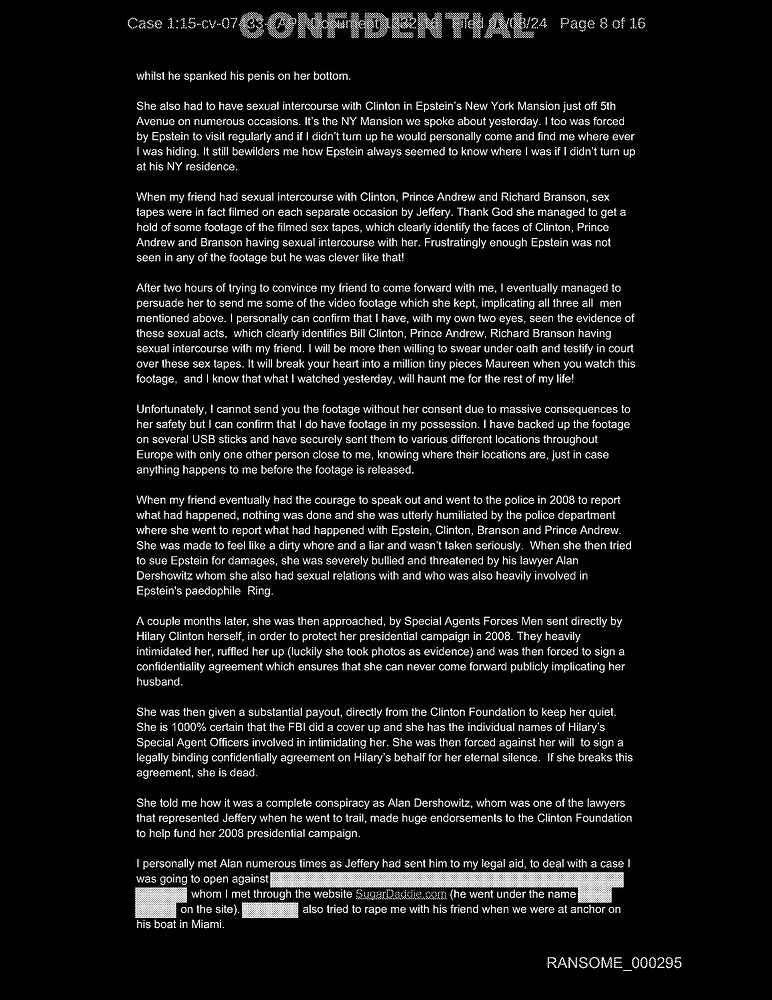 Case 1:15-cv-07433-LAP Document 1332-16 Filed 01/08/24 Page 8 of 16
CONFIDENTIAL
whilst he spanked his penis on her bottom.
She also had to have sexual intercourse with Clinton in Epstein's New York Mansion just off 5th
Avenue on numerous occasions. It's the NY Mansion we spoke about yesterday. I too was forced
by Epstein to visit regularly and if I didn't turn up he would personally come and find me where ever
I was hiding. It still bewilders me how Epstein always seemed to know where I was if I didn't turn up
at his NY residence.
When my friend had sexual intercourse with Clinton, Prince Andrew and Richard Branson, sex
tapes were in fact filmed on each separate occasion by Jeffery. Thank God she managed to get a
hold of some footage of the filmed sex tapes, which clearly identify the faces of Clinton, Prince
Andrew and Branson having sexual intercourse with her. Frustratingly enough Epstein was not
seen in any of the footage but he was clever like that!
After two hours of trying to convince my friend to come forward with me, I eventually managed to
persuade her to send me some of the video footage which she kept, implicating all three all men
mentioned above. I personally can confirm that I have, with my own two eyes, seen the evidence of
these sexual acts, which clearly identifies Bill Clinton, Prince Andrew, Richard Branson having
sexual intercourse with my friend. I will be more then willing to swear under oath and testify in court
over these sex tapes. It will break your heart into a million tiny pieces Maureen when you watch this
footage, and I know that what I watched yesterday, will haunt me for the rest of my life!
Unfortunately, I cannot send you the footage without her consent due to massive consequences to
her safety but I can confirm that I do have footage in my possession. I have backed up the footage
on several USB sticks and have securely sent them to various different locations throughout
Europe with only one other person close to me, knowing where their locations are, just in case
anything happens to me before the footage is released.
When my friend eventually had the courage to speak out and went to the police in 2008 to report
what had happened, nothing was done and she was utterly humiliated by the police department
where she went to report what had happened with Epstein, Clinton, Branson and Prince Andrew.
She was made to feel like a dirty whore and a liar and wasn't taken seriously. When she then tried
to sue Epstein for damages, she was severely bullied and threatened by his lawyer Alan
Dershowitz whom she also had sexual relations with and who was also heavily involved in
Epstein's paedophile Ring.
A couple months later, she was then approached, by Special Agents Forces Men sent directly by
Hilary Clinton herself, in order to protect her presidential campaign in 2008. They heavily
intimidated her, ruffled her up (luckily she took photos as evidence) and was then forced to sign a
confidentiality agreement which ensures that she can never come forward publicly implicating her
husband.
She was then given a substantial payout, directly from the Clinton Foundation to keep her quiet.
She is 1000% certain that the FBI did a cover up and she has the individual names of Hilary's
Special Agent Officers involved in intimidating her. She was then forced against her will to sign a
legally binding confidentially agreement on Hilary's behalf for her eternal silence. If she breaks this
agreement, she is dead.
She told me how it was a complete conspiracy as Alan Dershowitz, whom was one of the lawyers
that represented Jeffery when he went to trail, made huge endorsements to the Clinton Foundation
to help fund her 2008 presidential campaign.
I personally met Alan numerous times as Jeffery had sent him to my legal aid, to deal with a case I
was going to open against
whom I met through the website SugarDaddie.com (he went under the name
on the site). also tried to rape me with his friend when we were at anchor on
his boat in Miami.
RANSOME_000295